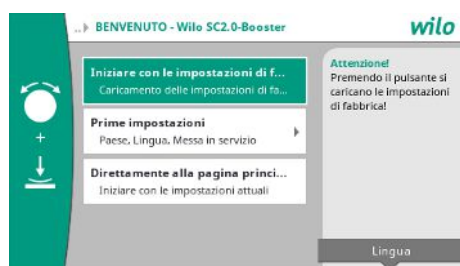 ..▸ BENVENUTO - Wilo SC2.0-Booster
wilo
Iniziare con le impostazioni di f...
Caricamento delle impostazioni di fa...
Prime impostazioni
Paese, Lingua, Messa in servizio
Direttamente alla pagina princi...
Iniziare con le impostazioni attuali
Attenzione!
Premendo il pulsante si
caricano le impostazioni
di fabbrica!
+
Lingua